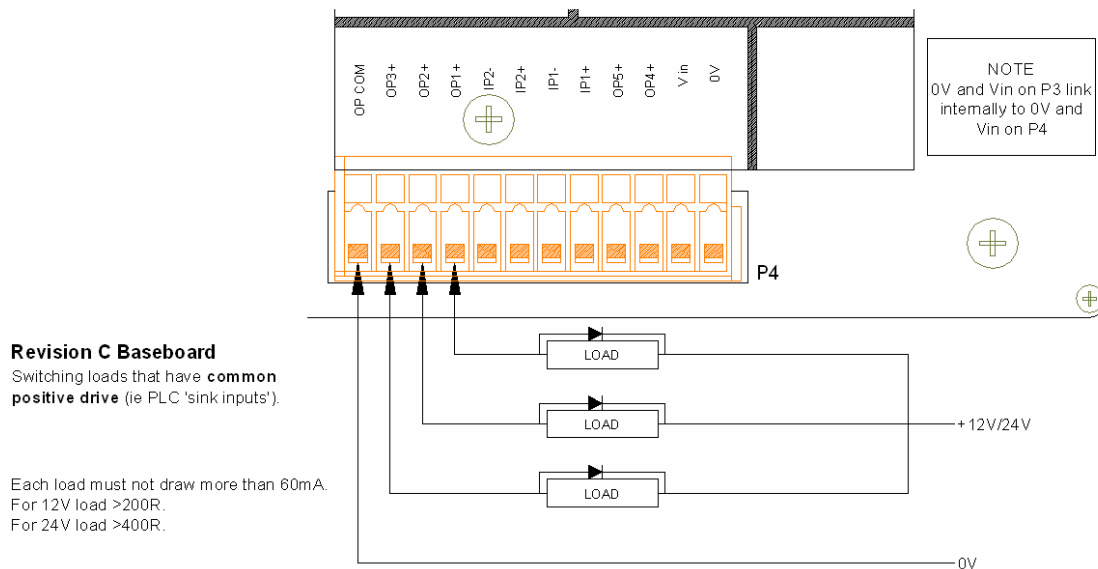 OP COM
OP3+
OP2+
OP1+
IP2-
IP2+
IP1-
IP1+
OP5+
OP4+
V in
0V
NOTE
0V and Vin on P3 link
internally to 0V and
Vin on P4
P4
Revision C Baseboard
Switching loads that have common
positive drive (ie PLC 'sink inputs').
Each load must not draw more than 60mA.
For 12V load >200R.
For 24V load >400R.
LOAD
LOAD
LOAD
+12V/24V
0V